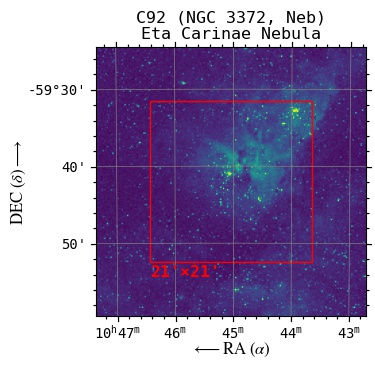 C92 (NGC 3372, Neb)
Eta Carinae Nebula
-59°30'
40'
50'
DEC (δ) ⟶
21'×21'
10ʰ47ᵐ 46ᵐ 45ᵐ 44ᵐ 43ᵐ
⟵ RA (α)